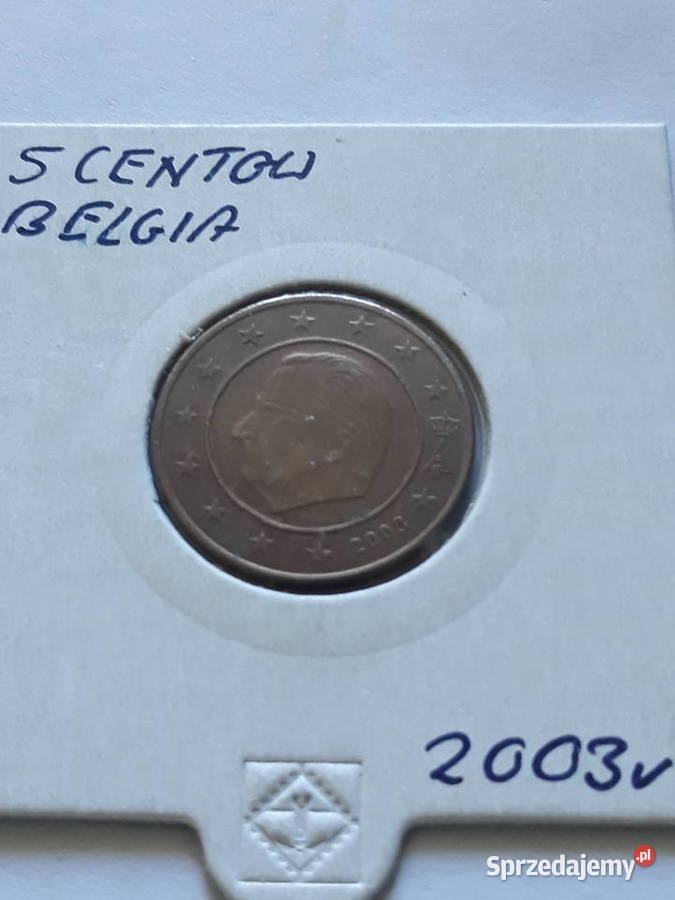 5 CENTOW
BELGIA
2003
2003r
Sprzedajemy.pl